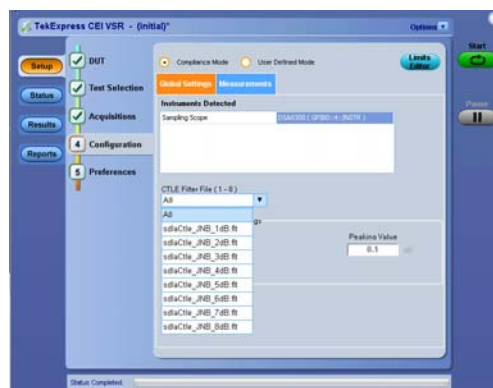 TekExpress CEI VSR - (initial)*
Options
Setup
Status
Results
Reports
DUT
Test Selection
Acquisitions
4 Configuration
5 Preferences
Compliance Mode
User Defined Mode
Limits Editor
Global Settings
Measurements
Instruments Detected
Sampling Scope
CTLE Filter File (1 - 8)
All
All
sdlaCtle_JNB_1dB.flt
sdlaCtle_JNB_2dB.flt
sdlaCtle_JNB_3dB.flt
sdlaCtle_JNB_4dB.flt
sdlaCtle_JNB_5dB.flt
sdlaCtle_JNB_6dB.flt
sdlaCtle_JNB_7dB.flt
sdlaCtle_JNB_8dB.flt
Peaking Value
0.1
Start
Pause
Status: Completed.